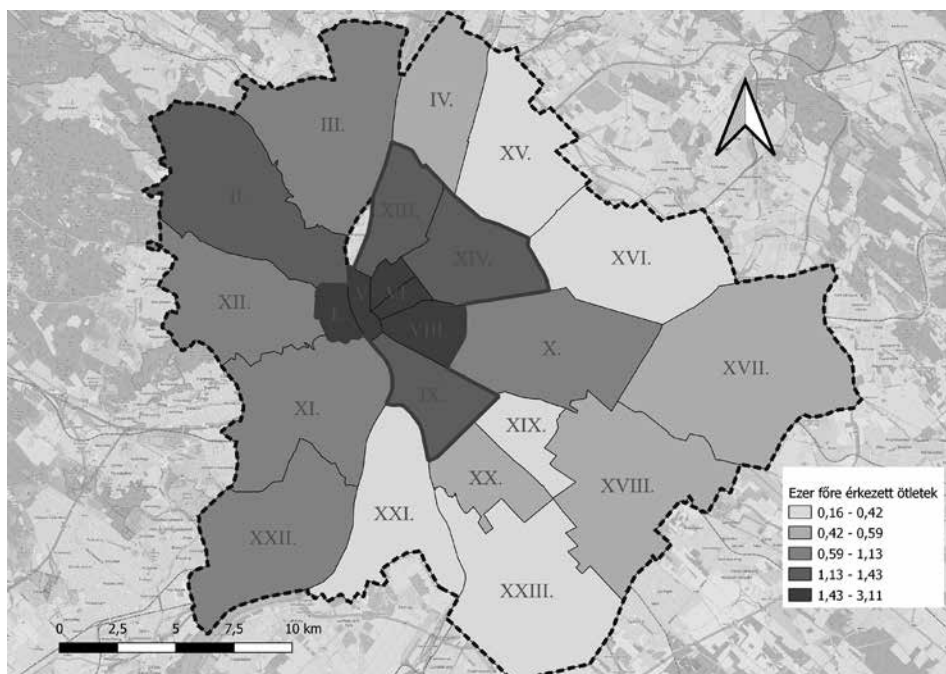 III.
IV.
XV.
II.
XIII.
XIV.
XVI.
XII.
I.
V.
VI.
VIII.
X.
XVII.
XI.
IX.
XIX.
XX.
XVIII.
XXII.
XXI.
XXIII.
Ezer főre érkezett ötletek
0,16 - 0,42
0,42 - 0,59
0,59 - 1,13
1,13 - 1,43
1,43 - 3,11
0 2,5 5 7,5 10 km